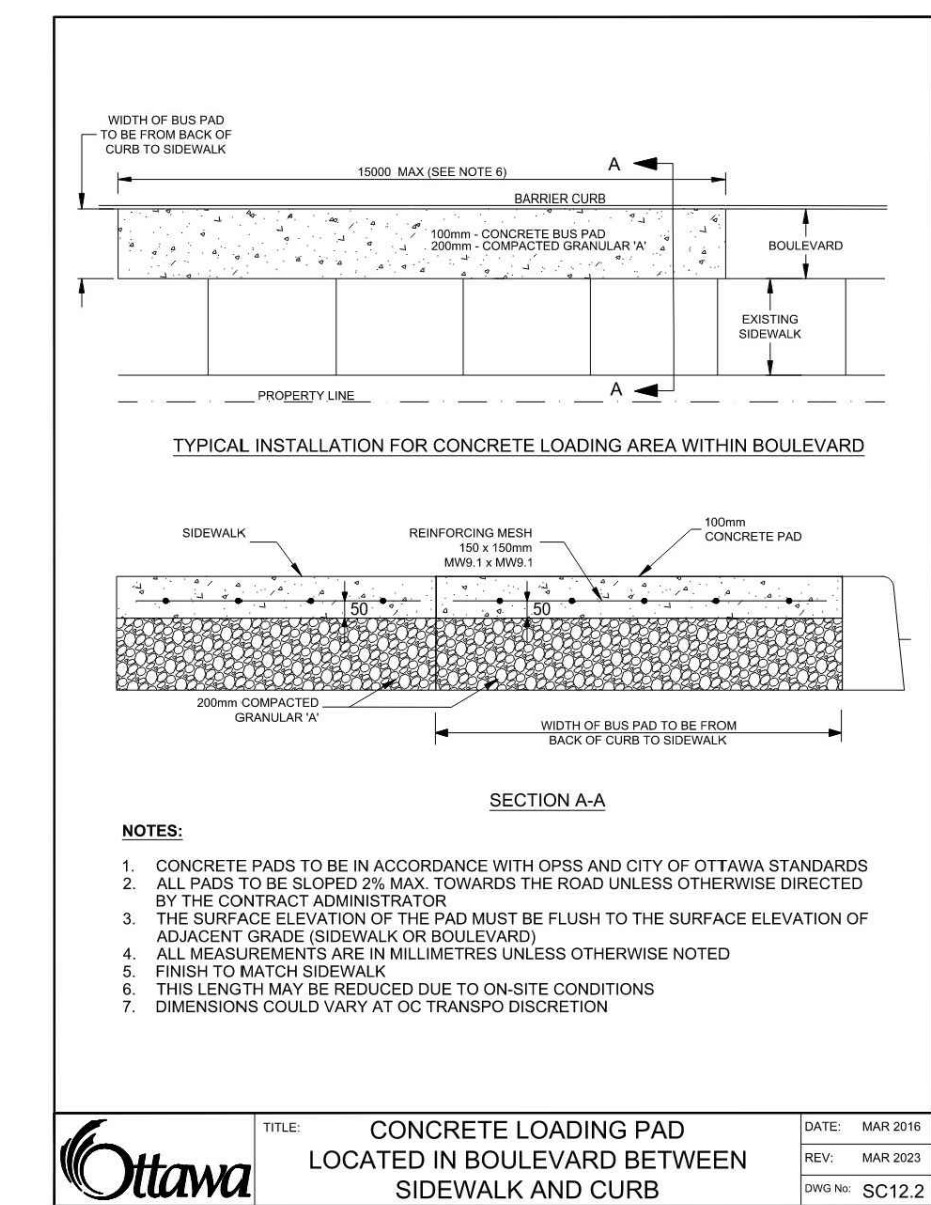 WIDTH OF BUS PAD
TO BE FROM BACK OF
CURB TO SIDEWALK
15000 MAX (SEE NOTE 6)
A
BARRIER CURB
100mm - CONCRETE BUS PAD
200mm - COMPACTED GRANULAR 'A'
BOULEVARD
EXISTING
SIDEWALK
A
PROPERTY LINE
TYPICAL INSTALLATION FOR CONCRETE LOADING AREA WITHIN BOULEVARD
SIDEWALK
REINFORCING MESH
150 x 150mm
MW9.1 x MW9.1
100mm
CONCRETE PAD
50
50
200mm COMPACTED
GRANULAR 'A'
WIDTH OF BUS PAD TO BE FROM
BACK OF CURB TO SIDEWALK
SECTION A-A
NOTES:
1. CONCRETE PADS TO BE IN ACCORDANCE WITH OPSS AND CITY OF OTTAWA STANDARDS
2. ALL PADS TO BE SLOPED 2% MAX. TOWARDS THE ROAD UNLESS OTHERWISE DIRECTED
BY THE CONTRACT ADMINISTRATOR
3. THE SURFACE ELEVATION OF THE PAD MUST BE FLUSH TO THE SURFACE ELEVATION OF
ADJACENT GRADE (SIDEWALK OR BOULEVARD)
4. ALL MEASUREMENTS ARE IN MILLIMETRES UNLESS OTHERWISE NOTED
5. FINISH TO MATCH SIDEWALK
6. THIS LENGTH MAY BE REDUCED DUE TO ON-SITE CONDITIONS
7. DIMENSIONS COULD VARY AT OC TRANSPO DISCRETION
Ottawa
TITLE:
CONCRETE LOADING PAD
LOCATED IN BOULEVARD BETWEEN
SIDEWALK AND CURB
DATE: MAR 2016
REV: MAR 2023
DWG No: SC12.2